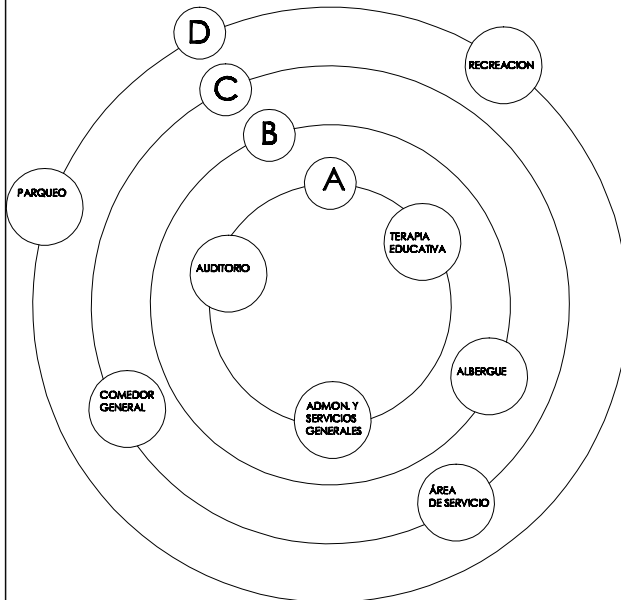 D
RECREACION
C
B
A
PARQUEO
TERAPIA
EDUCATIVA
AUDITORIO
ALBERGUE
COMEDOR
GENERAL
ADMON. Y
SERVICIOS
GENERALES
ÁREA
DE SERVICIO